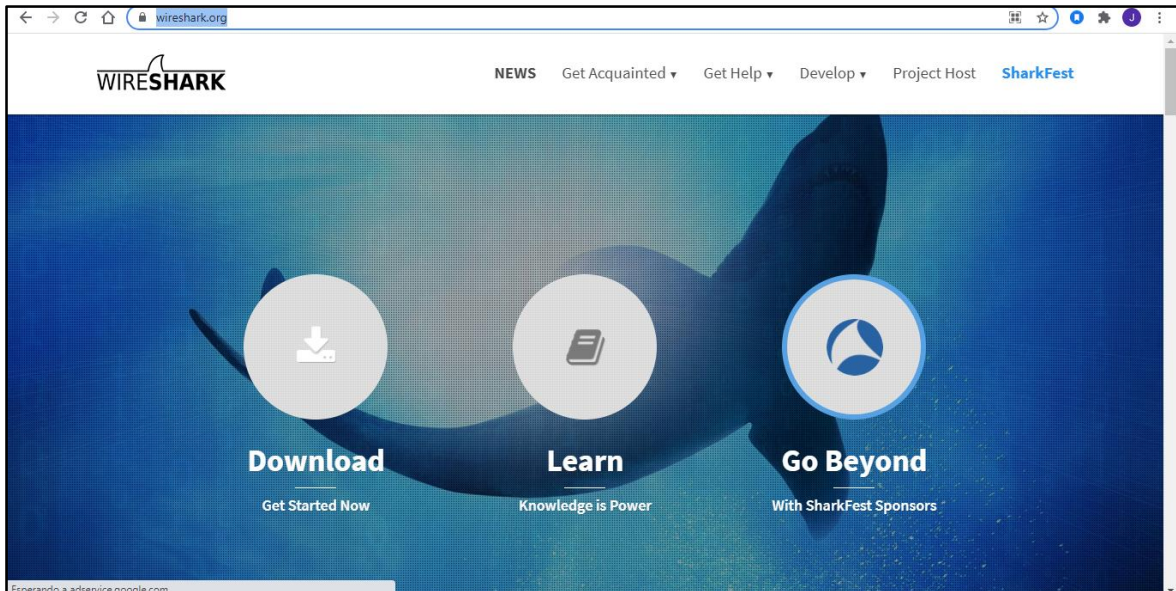 wireshark.org
J
WIRESHARK
NEWS Get Acquainted ▾ Get Help ▾ Develop ▾ Project Host SharkFest
Download Learn Go Beyond
Get Started Now Knowledge is Power With SharkFest Sponsors
Esperando a adservice.google.com...